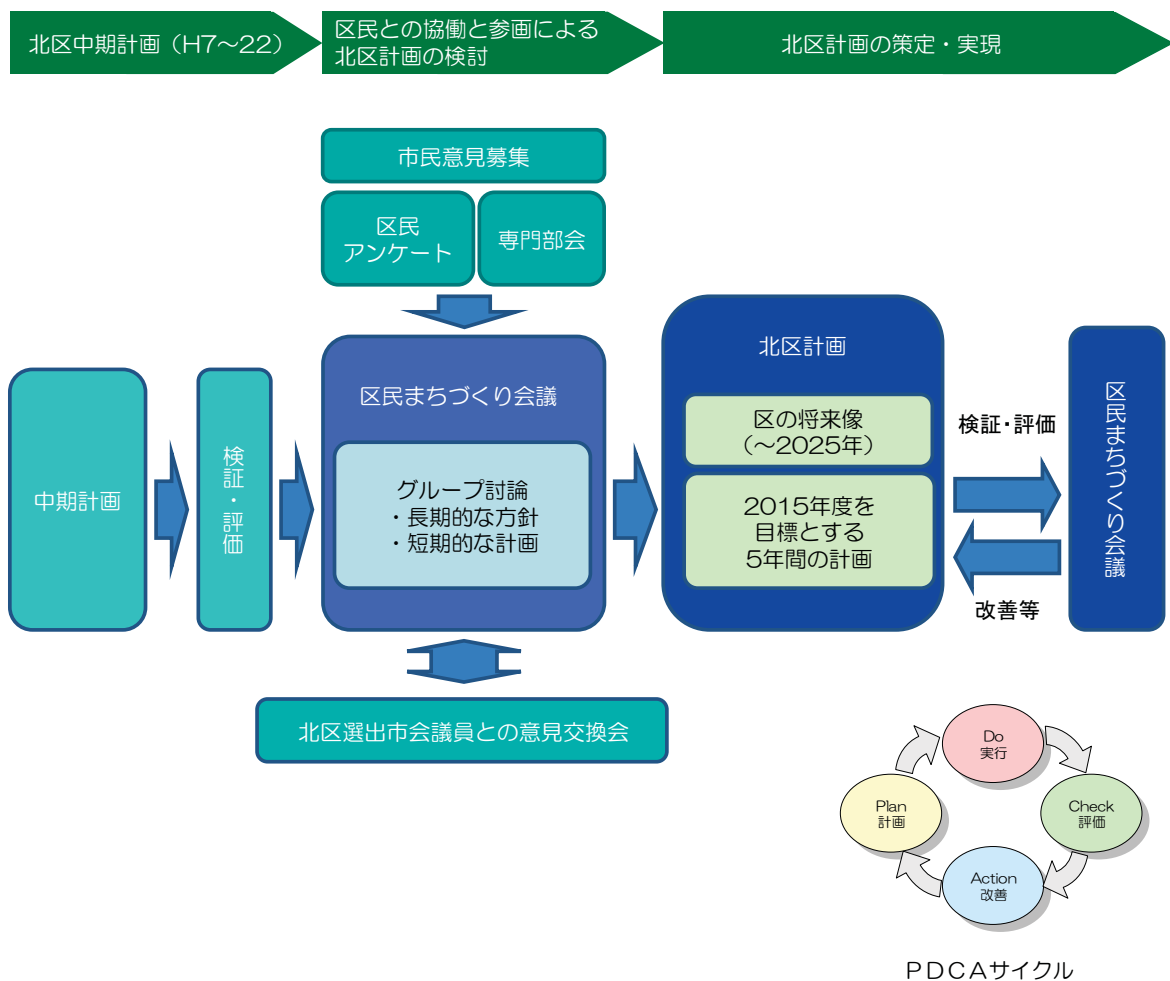 北区中期計画（H7～22）
区民との協働と参画による
北区計画の検討
北区計画の策定・実現
市民意見募集
区民
アンケート
専門部会
中期計画
検証・評価
区民まちづくり会議
グループ討論
・長期的な方針
・短期的な計画
北区計画
区の将来像
（～2025年）
2015年度を
目標とする
5年間の計画
検証・評価
改善等
区民まちづくり会議
北区選出市会議員との意見交換会
Do
実行
Plan
計画
Check
評価
Action
改善
ＰＤＣＡサイクル